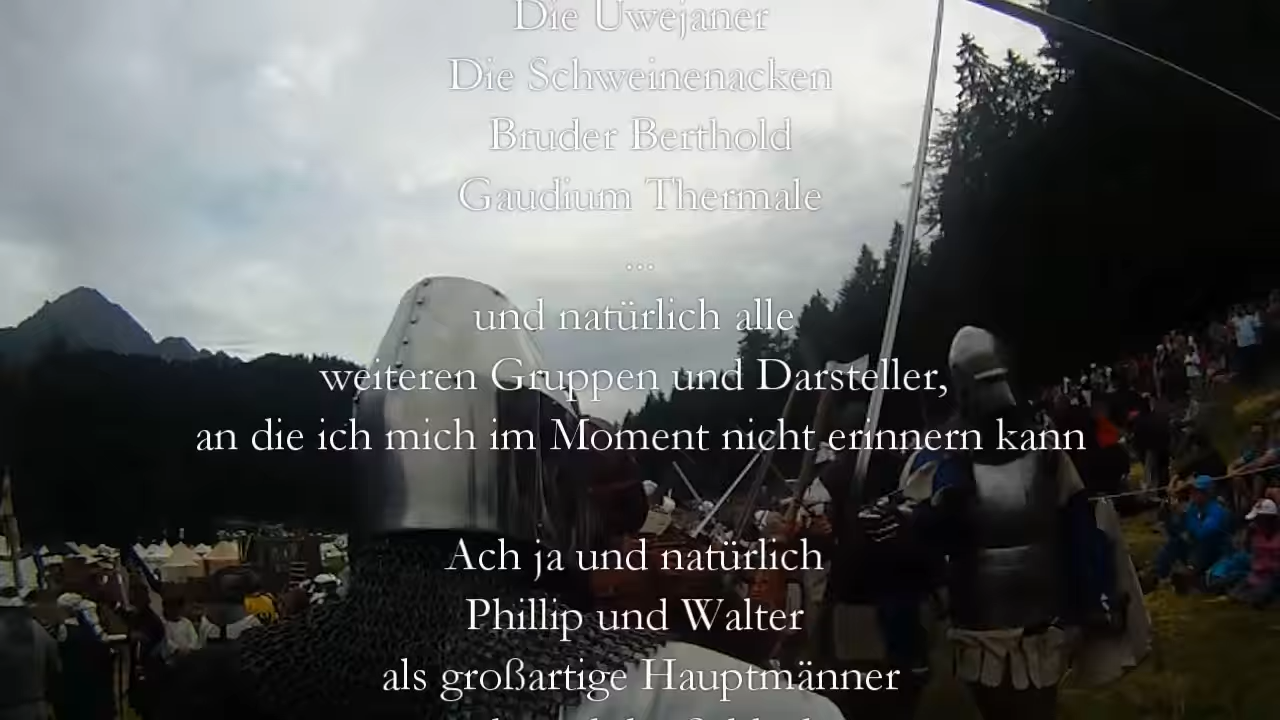 Die Uwejaner
Die Schweinenacken
Bruder Berthold
Gaudium Thermale
...
und natürlich alle
weiteren Gruppen und Darsteller,
an die ich mich im Moment nicht erinnern kann
Ach ja und natürlich
Phillip und Walter
als großartige Hauptmänner